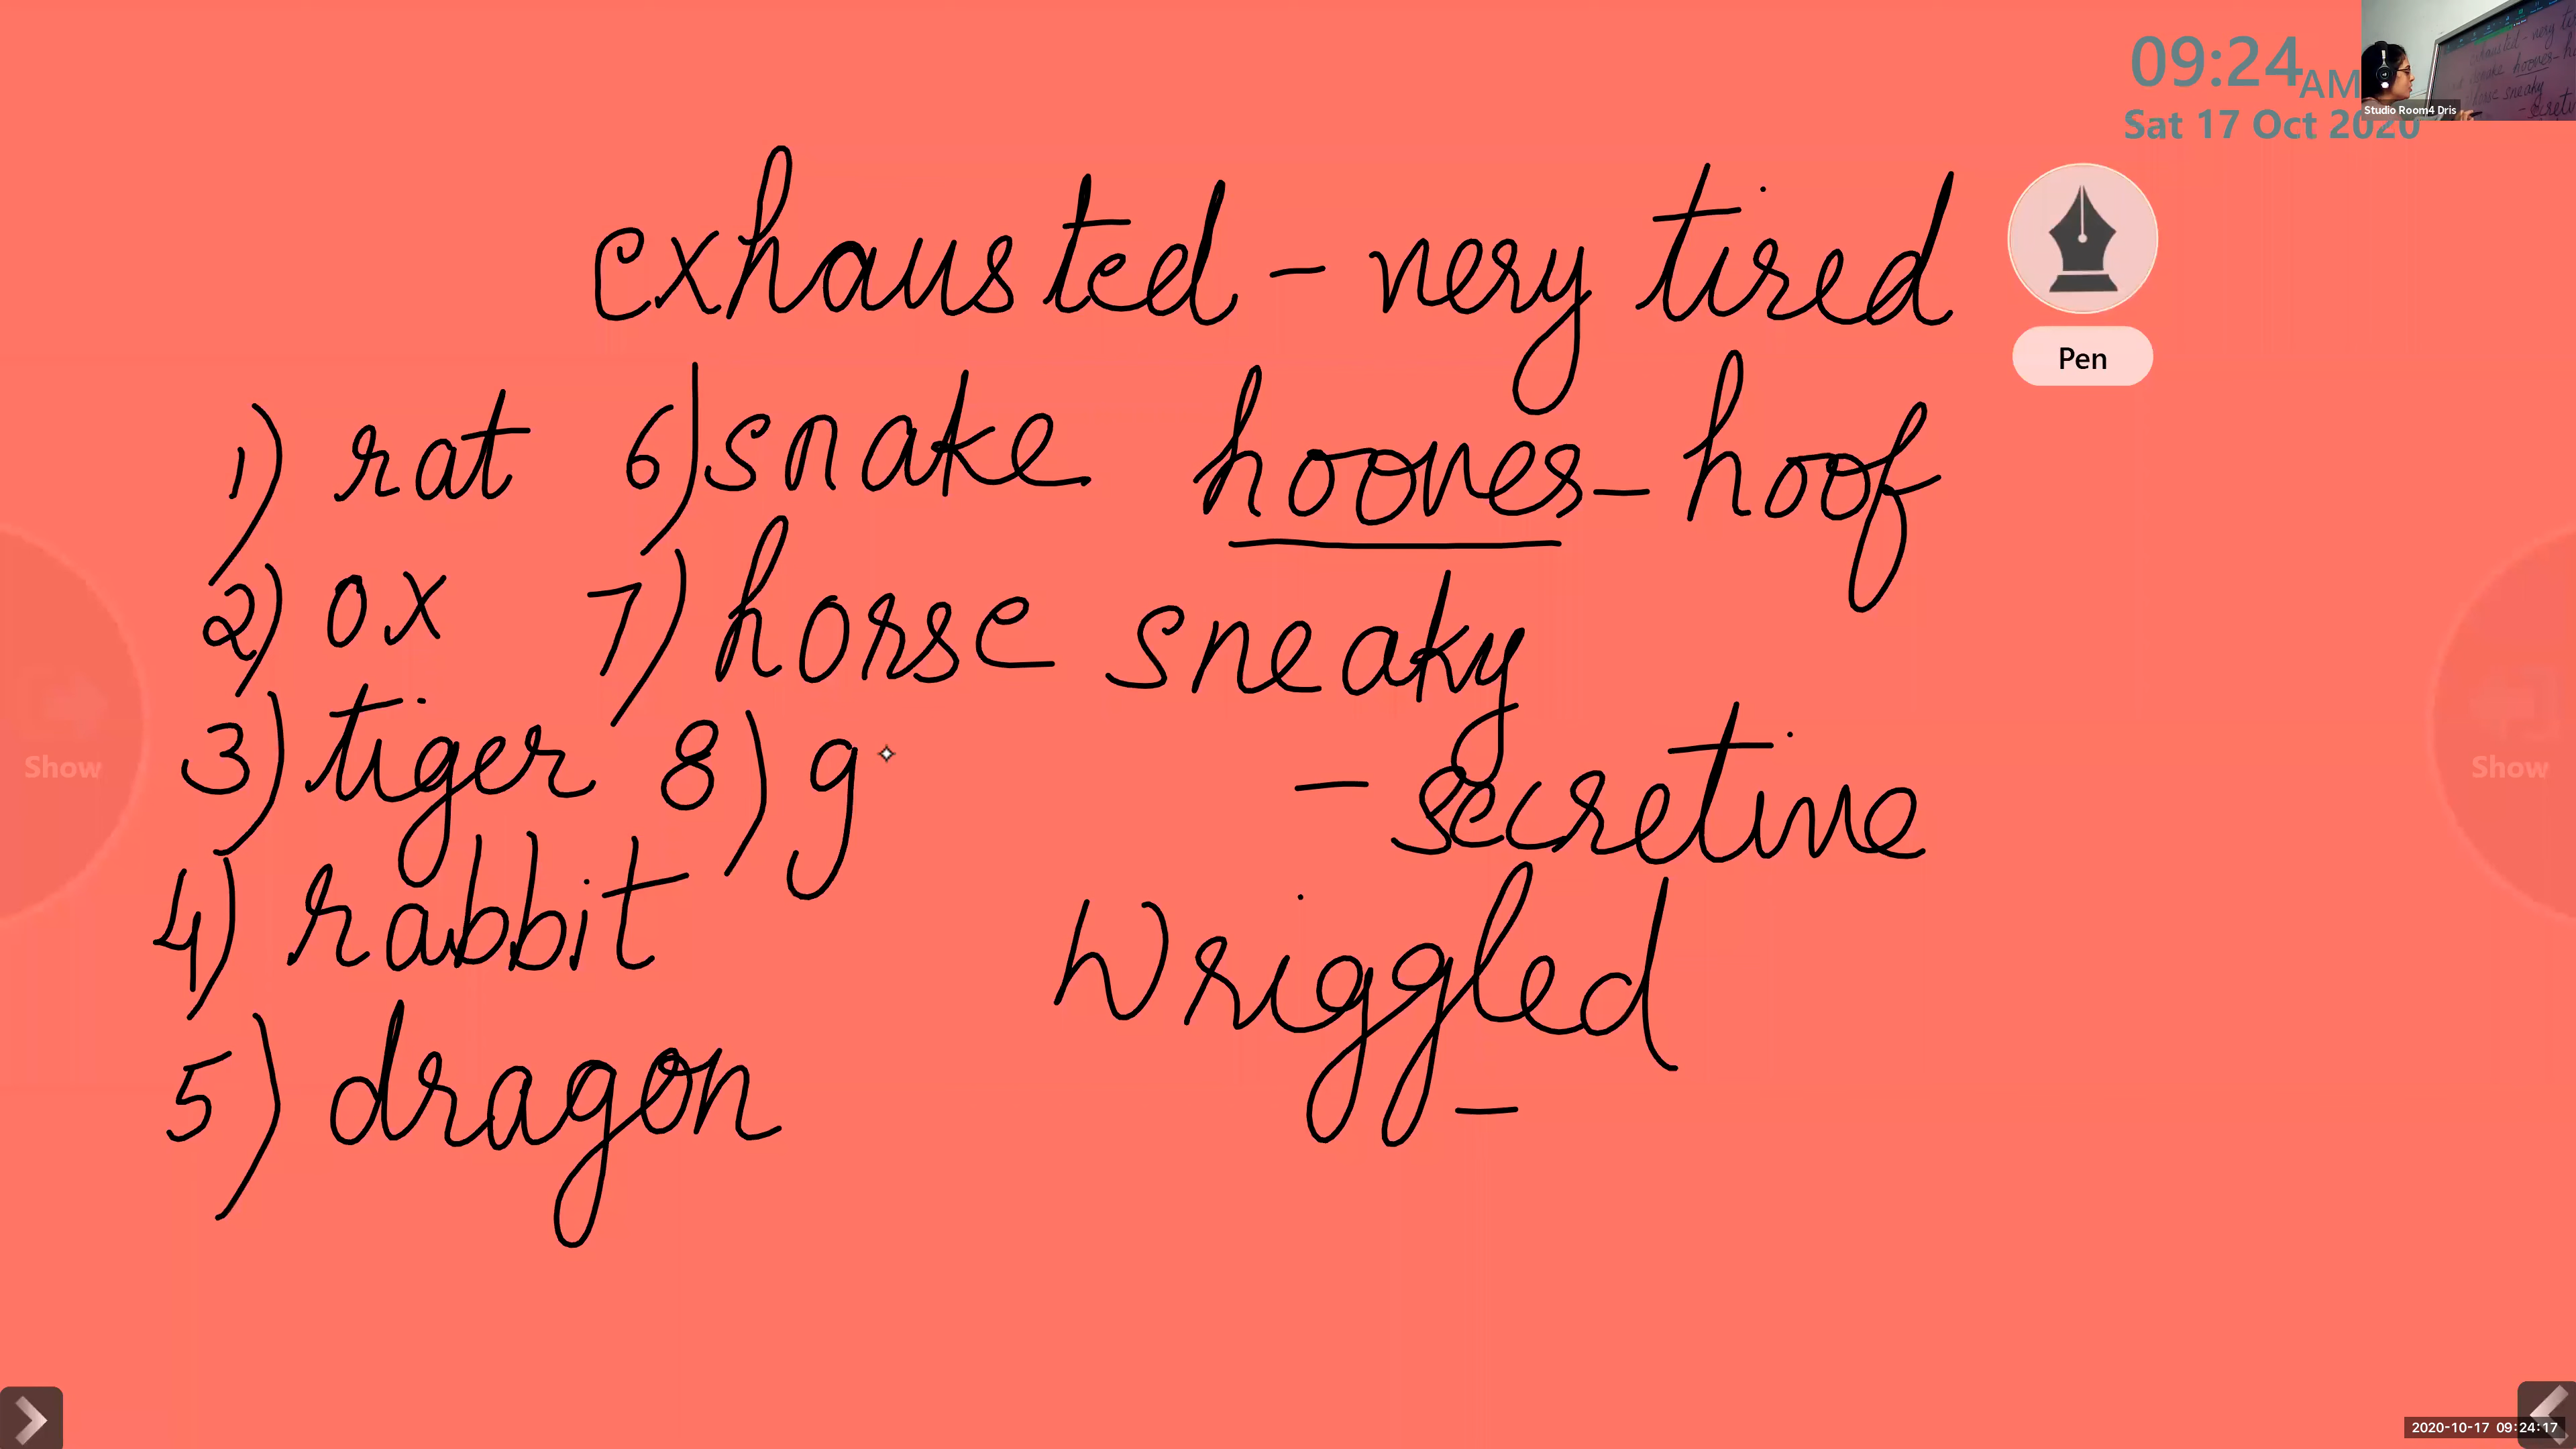 09:24 AM
Sat 17 Oct 2020
Studio Room4 Dris
exhausted - very tired
Pen
1) rat 6) snake hooves - hoof
2) ox 7) horse sneaky
3) tiger 8) g - secretive
4) rabbit Wriggled -
5) dragon
Show
Show
2020-10-17 09:24:17